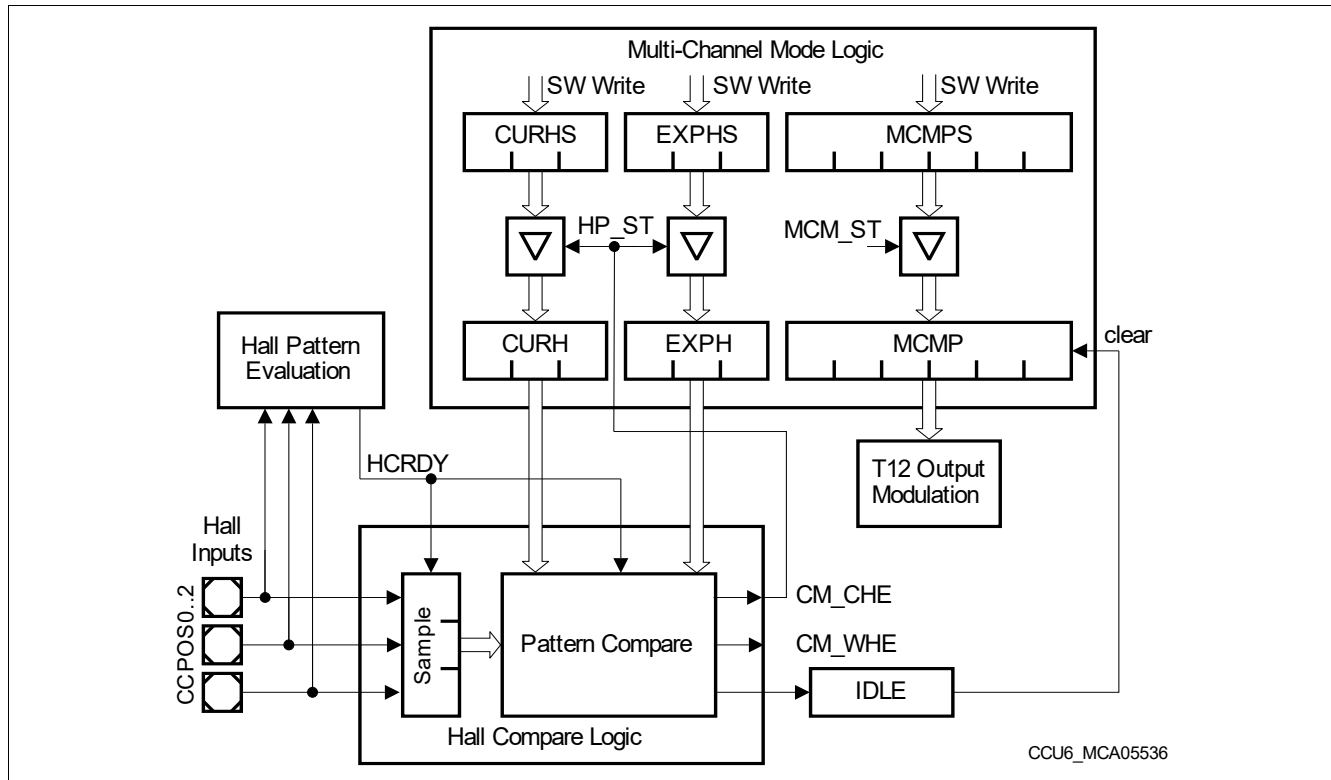 Multi-Channel Mode Logic
SW Write
SW Write
SW Write
CURHS
EXPHS
MCMPS
HP_ST
MCM_ST
CURH
EXPH
MCMP
clear
Hall Pattern
Evaluation
HCRDY
T12 Output
Modulation
Hall
Inputs
CCPOS0..2
Sample
Pattern Compare
CM_CHE
CM_WHE
IDLE
Hall Compare Logic
CCU6_MCA05536